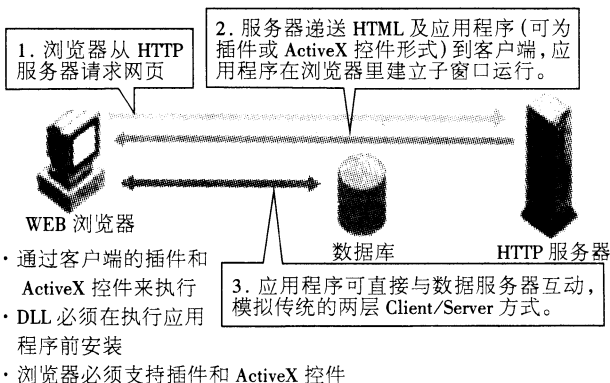 1. 浏览器从 HTTP
服务器请求网页
2. 服务器递送 HTML 及应用程序(可为
插件或 ActiveX 控件形式)到客户端,应
用程序在浏览器里建立子窗口运行。
WEB 浏览器
数据库
HTTP 服务器
3. 应用程序可直接与数据服务器互动,
模拟传统的两层 Client/Server 方式。
·通过客户端的插件和
ActiveX 控件来执行
·DLL 必须在执行应用
程序前安装
·浏览器必须支持插件和 ActiveX 控件